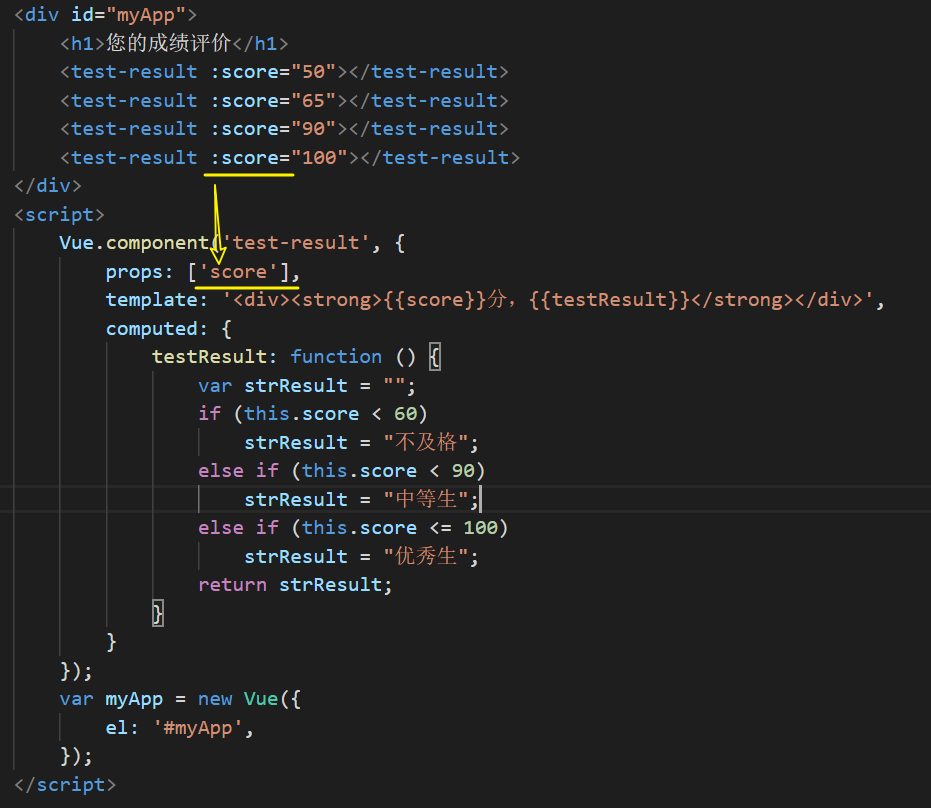 <div id="myApp">
    <h1>您的成绩评价</h1>
    <test-result :score="50"></test-result>
    <test-result :score="65"></test-result>
    <test-result :score="90"></test-result>
    <test-result :score="100"></test-result>
</div>
<script>
    Vue.component('test-result', {
        props: ['score'],
        template: '<div><strong>{{score}}分，{{testResult}}</strong></div>',
        computed: {
            testResult: function () {
                var strResult = "";
                if (this.score < 60)
                    strResult = "不及格";
                else if (this.score < 90)
                    strResult = "中等生";
                else if (this.score <= 100)
                    strResult = "优秀生";
                return strResult;
            }
        }
    });
    var myApp = new Vue({
        el: '#myApp',
    });
</script>